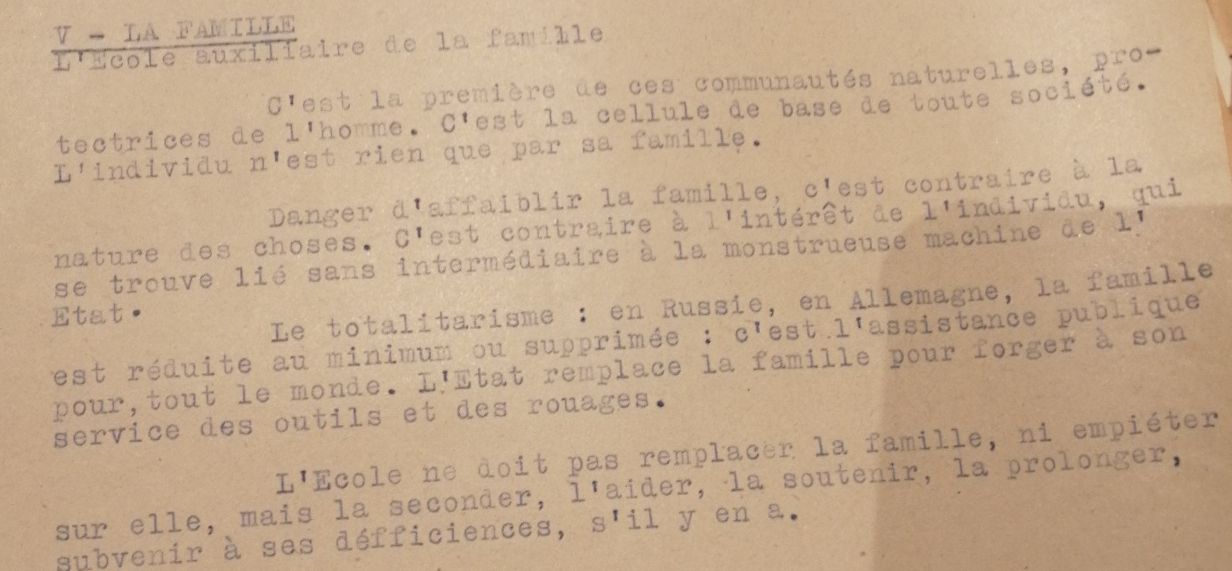 V - LA FAMILLE
L'Ecole auxiliaire de la famille
C'est la première de ces communautés naturelles, pro-
tectrices de l'homme. C'est la cellule de base de toute société.
L'individu n'est rien que par sa famille.
Danger d'affaiblir la famille, c'est contraire à la
nature des choses. C'est contraire à l'intérêt de l'individu, qui
se trouve lié sans intermédiaire à la monstrueuse machine de l'
Etat.
Le totalitarisme : en Russie, en Allemagne, la famille
est réduite au minimum ou supprimée : c'est l'assistance publique
pour, tout le monde. L'Etat remplace la famille pour forger à son
service des outils et des rouages.
L'Ecole ne doit pas remplacer la famille, ni empiéter
sur elle, mais la seconder, l'aider, la soutenir, la prolonger,
subvenir à ses défficiences, s'il y en a.